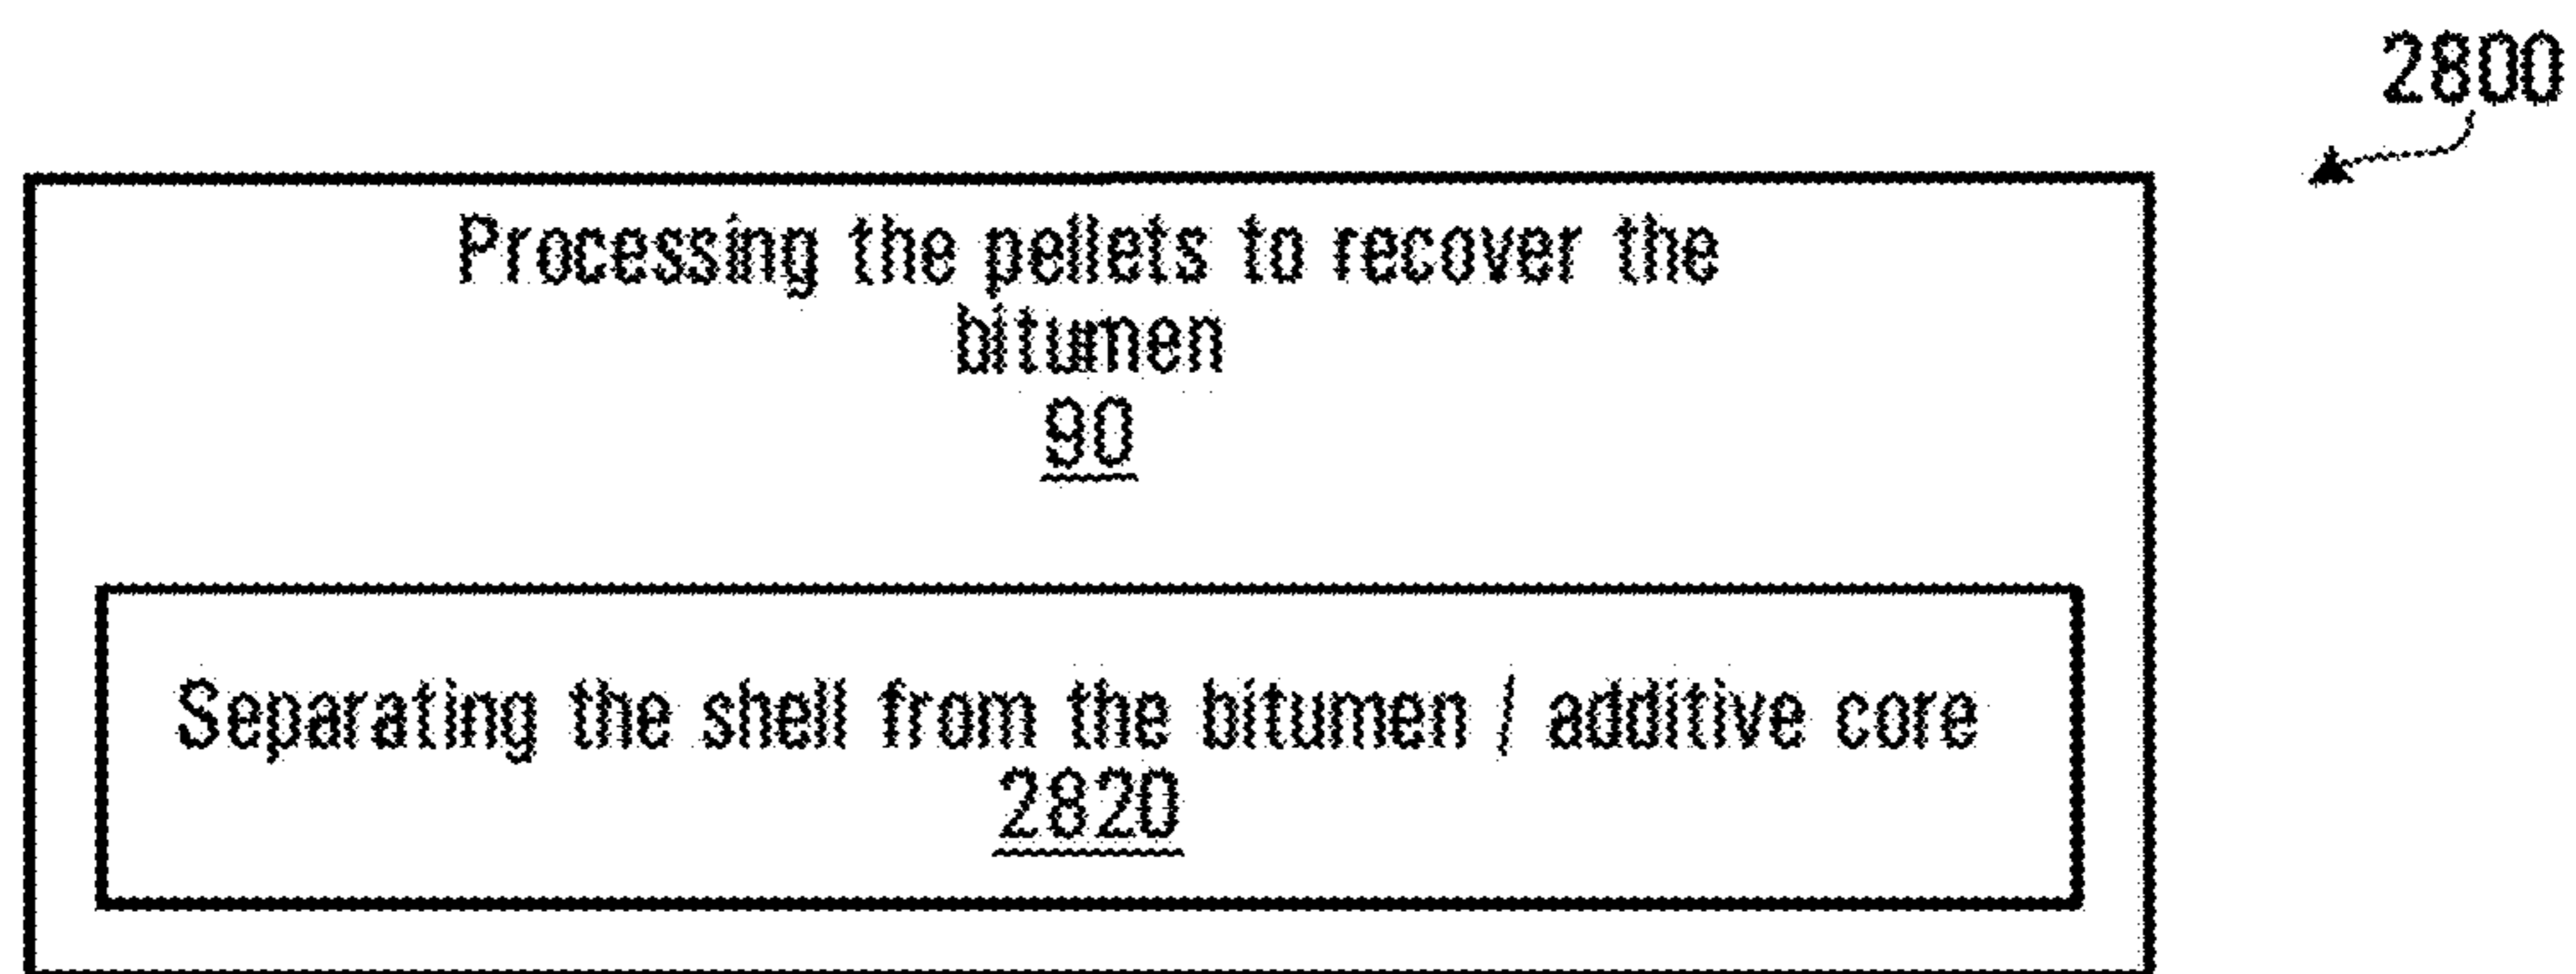 2800
Processing the pellets to recover the
bitumen
90
Separating the shell from the bitumen / additive core
2820